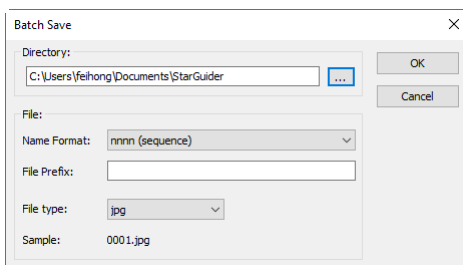 Batch Save
Directory:
C:\Users\feihong\Documents\StarGuider
...
OK
Cancel
File:
Name Format: nnnn (sequence)
File Prefix:
File type: jpg
Sample: 0001.jpg